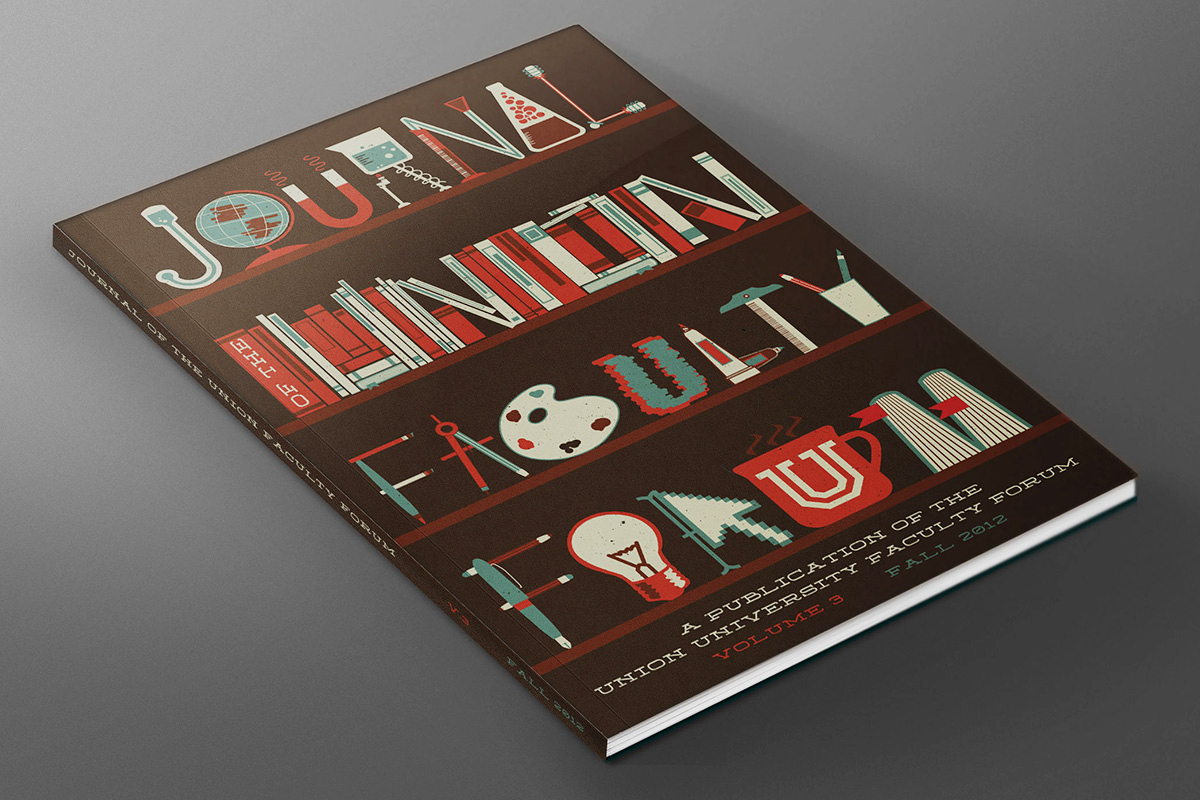 JOURNAL
OF THE
UNION
FACULTY
FORUM
U
A PUBLICATION OF THE
UNION UNIVERSITY FACULTY FORUM
VOLUME 3 FALL 2012
JOURNAL OF THE UNION FACULTY FORUM
V.3
FALL 2012